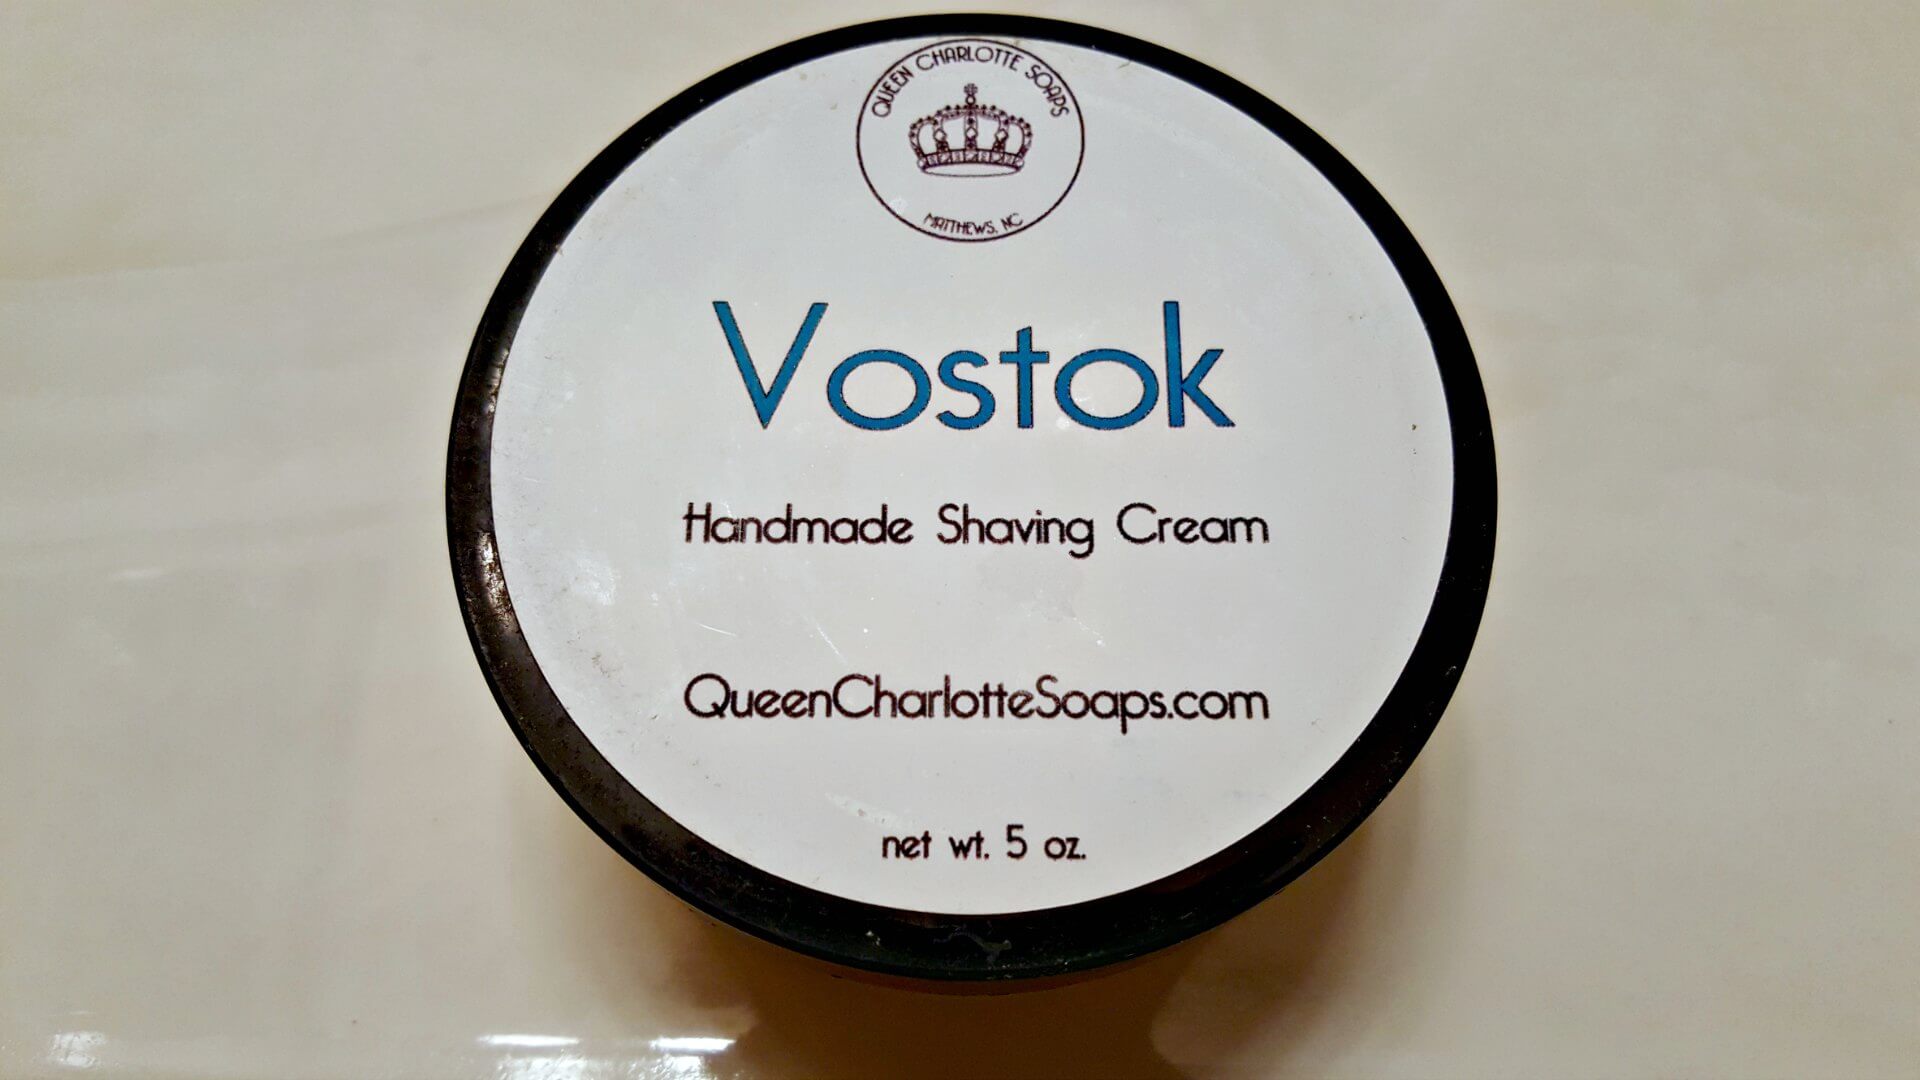 QUEEN CHARLOTTE SOAPS
MATTHEWS, NC
Vostok
Handmade Shaving Cream
QueenCharlotteSoaps.com
net wt. 5 oz.